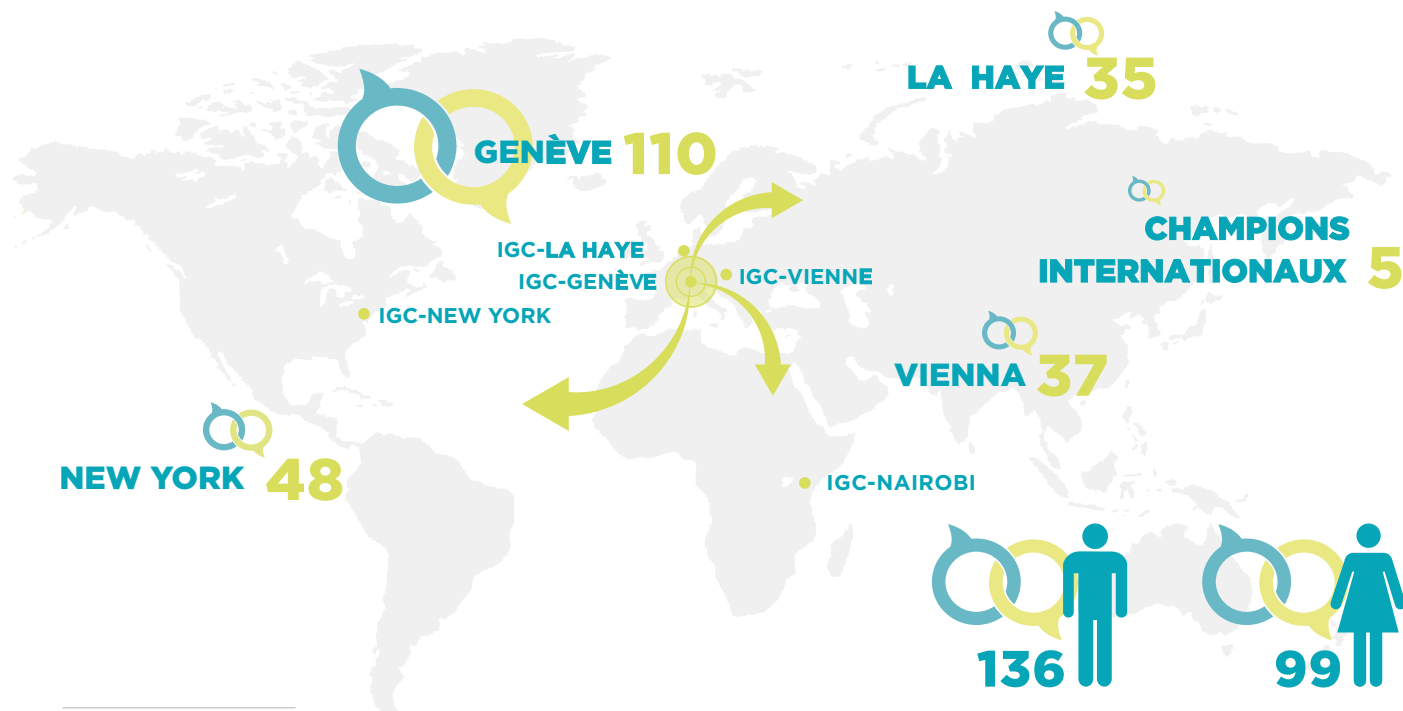 LA HAYE 35
GENÈVE 110
CHAMPIONS
INTERNATIONAUX 5
IGC-LA HAYE
IGC-GENÈVE
IGC-VIENNE
IGC-NEW YORK
VIENNA 37
NEW YORK 48
IGC-NAIROBI
136
99